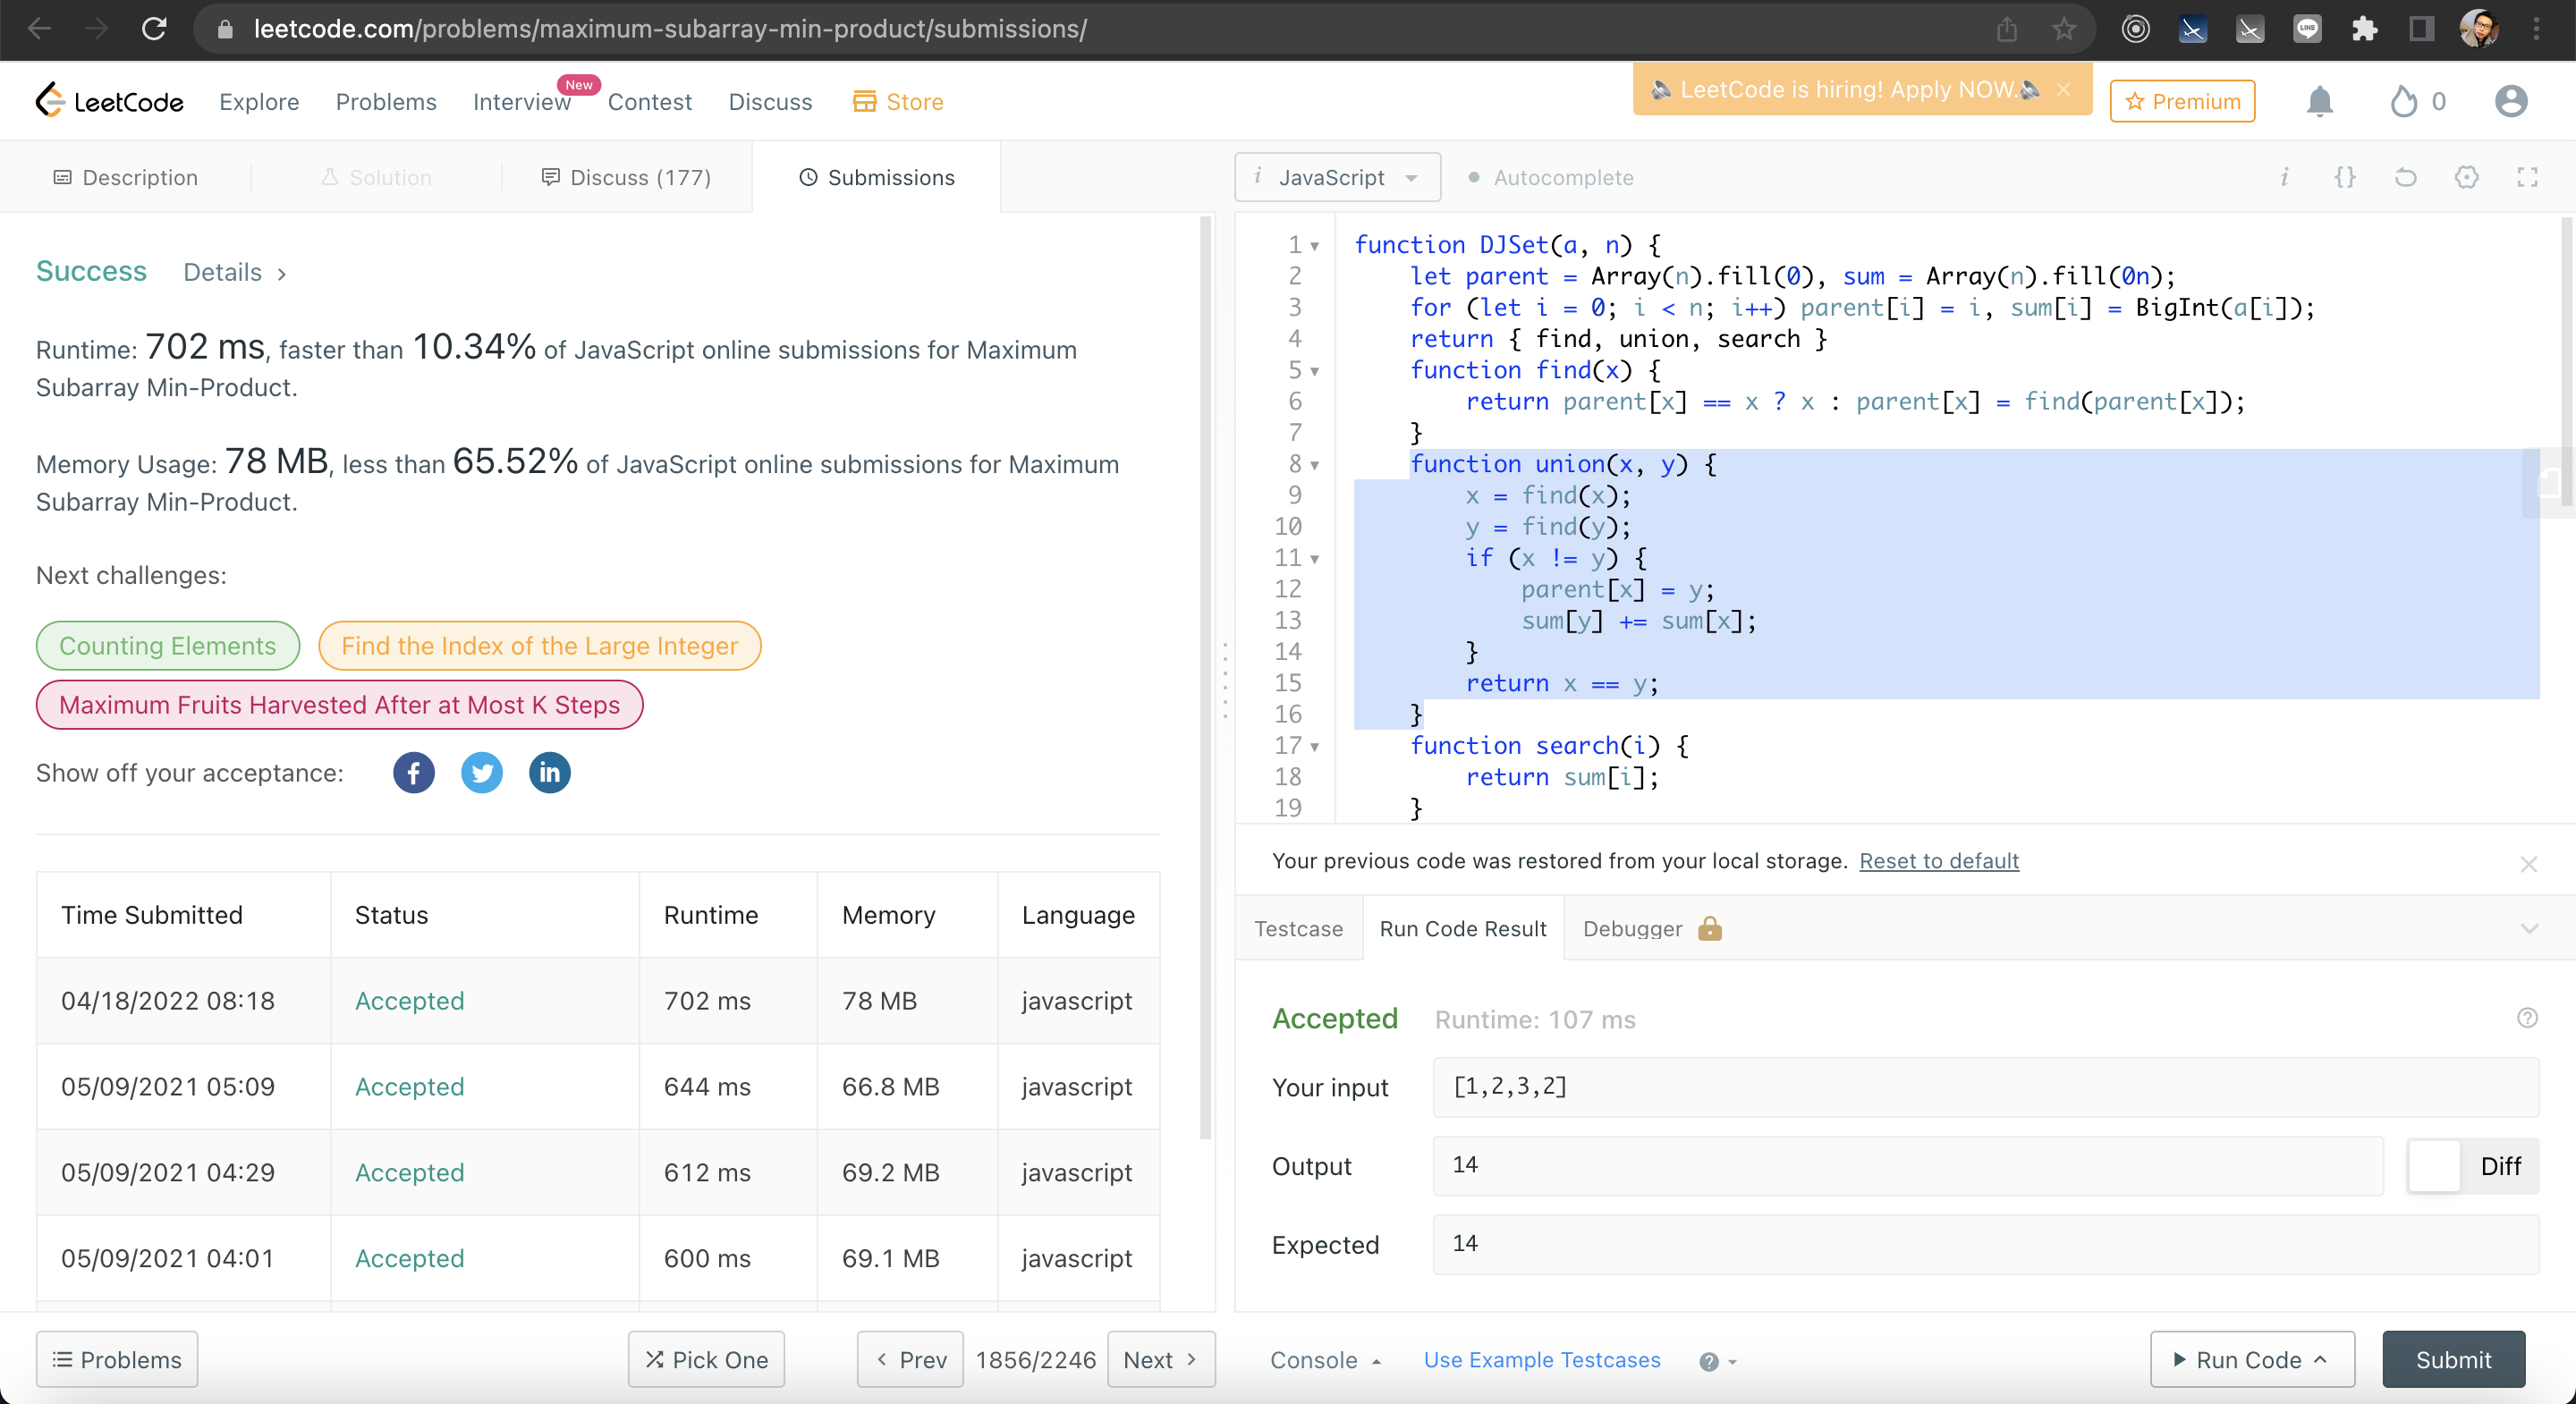 leetcode.com/problems/maximum-subarray-min-product/submissions/
LeetCode
Explore
Problems
Interview
New
Contest
Discuss
Store
LeetCode is hiring! Apply NOW.
Premium
0
Description
Solution
Discuss (177)
Submissions
Success
Details
Runtime: 702 ms, faster than 10.34% of JavaScript online submissions for Maximum
Subarray Min-Product.
Memory Usage: 78 MB, less than 65.52% of JavaScript online submissions for Maximum
Subarray Min-Product.
Next challenges:
Counting Elements
Find the Index of the Large Integer
Maximum Fruits Harvested After at Most K Steps
Show off your acceptance:
Time Submitted Status Runtime Memory Language
04/18/2022 08:18 Accepted 702 ms 78 MB javascript
05/09/2021 05:09 Accepted 644 ms 66.8 MB javascript
05/09/2021 04:29 Accepted 612 ms 69.2 MB javascript
05/09/2021 04:01 Accepted 600 ms 69.1 MB javascript
Problems
Pick One
Prev
1856/2246
Next
i JavaScript
Autocomplete
1 function DJSet(a, n) {
2 let parent = Array(n).fill(0), sum = Array(n).fill(0n);
3 for (let i = 0; i < n; i++) parent[i] = i, sum[i] = BigInt(a[i]);
4 return { find, union, search }
5 function find(x) {
6 return parent[x] == x ? x : parent[x] = find(parent[x]);
7 }
8 function union(x, y) {
9 x = find(x);
10 y = find(y);
11 if (x != y) {
12 parent[x] = y;
13 sum[y] += sum[x];
14 }
15 return x == y;
16 }
17 function search(i) {
18 return sum[i];
19 }
Your previous code was restored from your local storage. Reset to default
Testcase
Run Code Result
Debugger
Accepted
Runtime: 107 ms
Your input
[1,2,3,2]
Output
14
Diff
Expected
14
Console
Use Example Testcases
Run Code
Submit